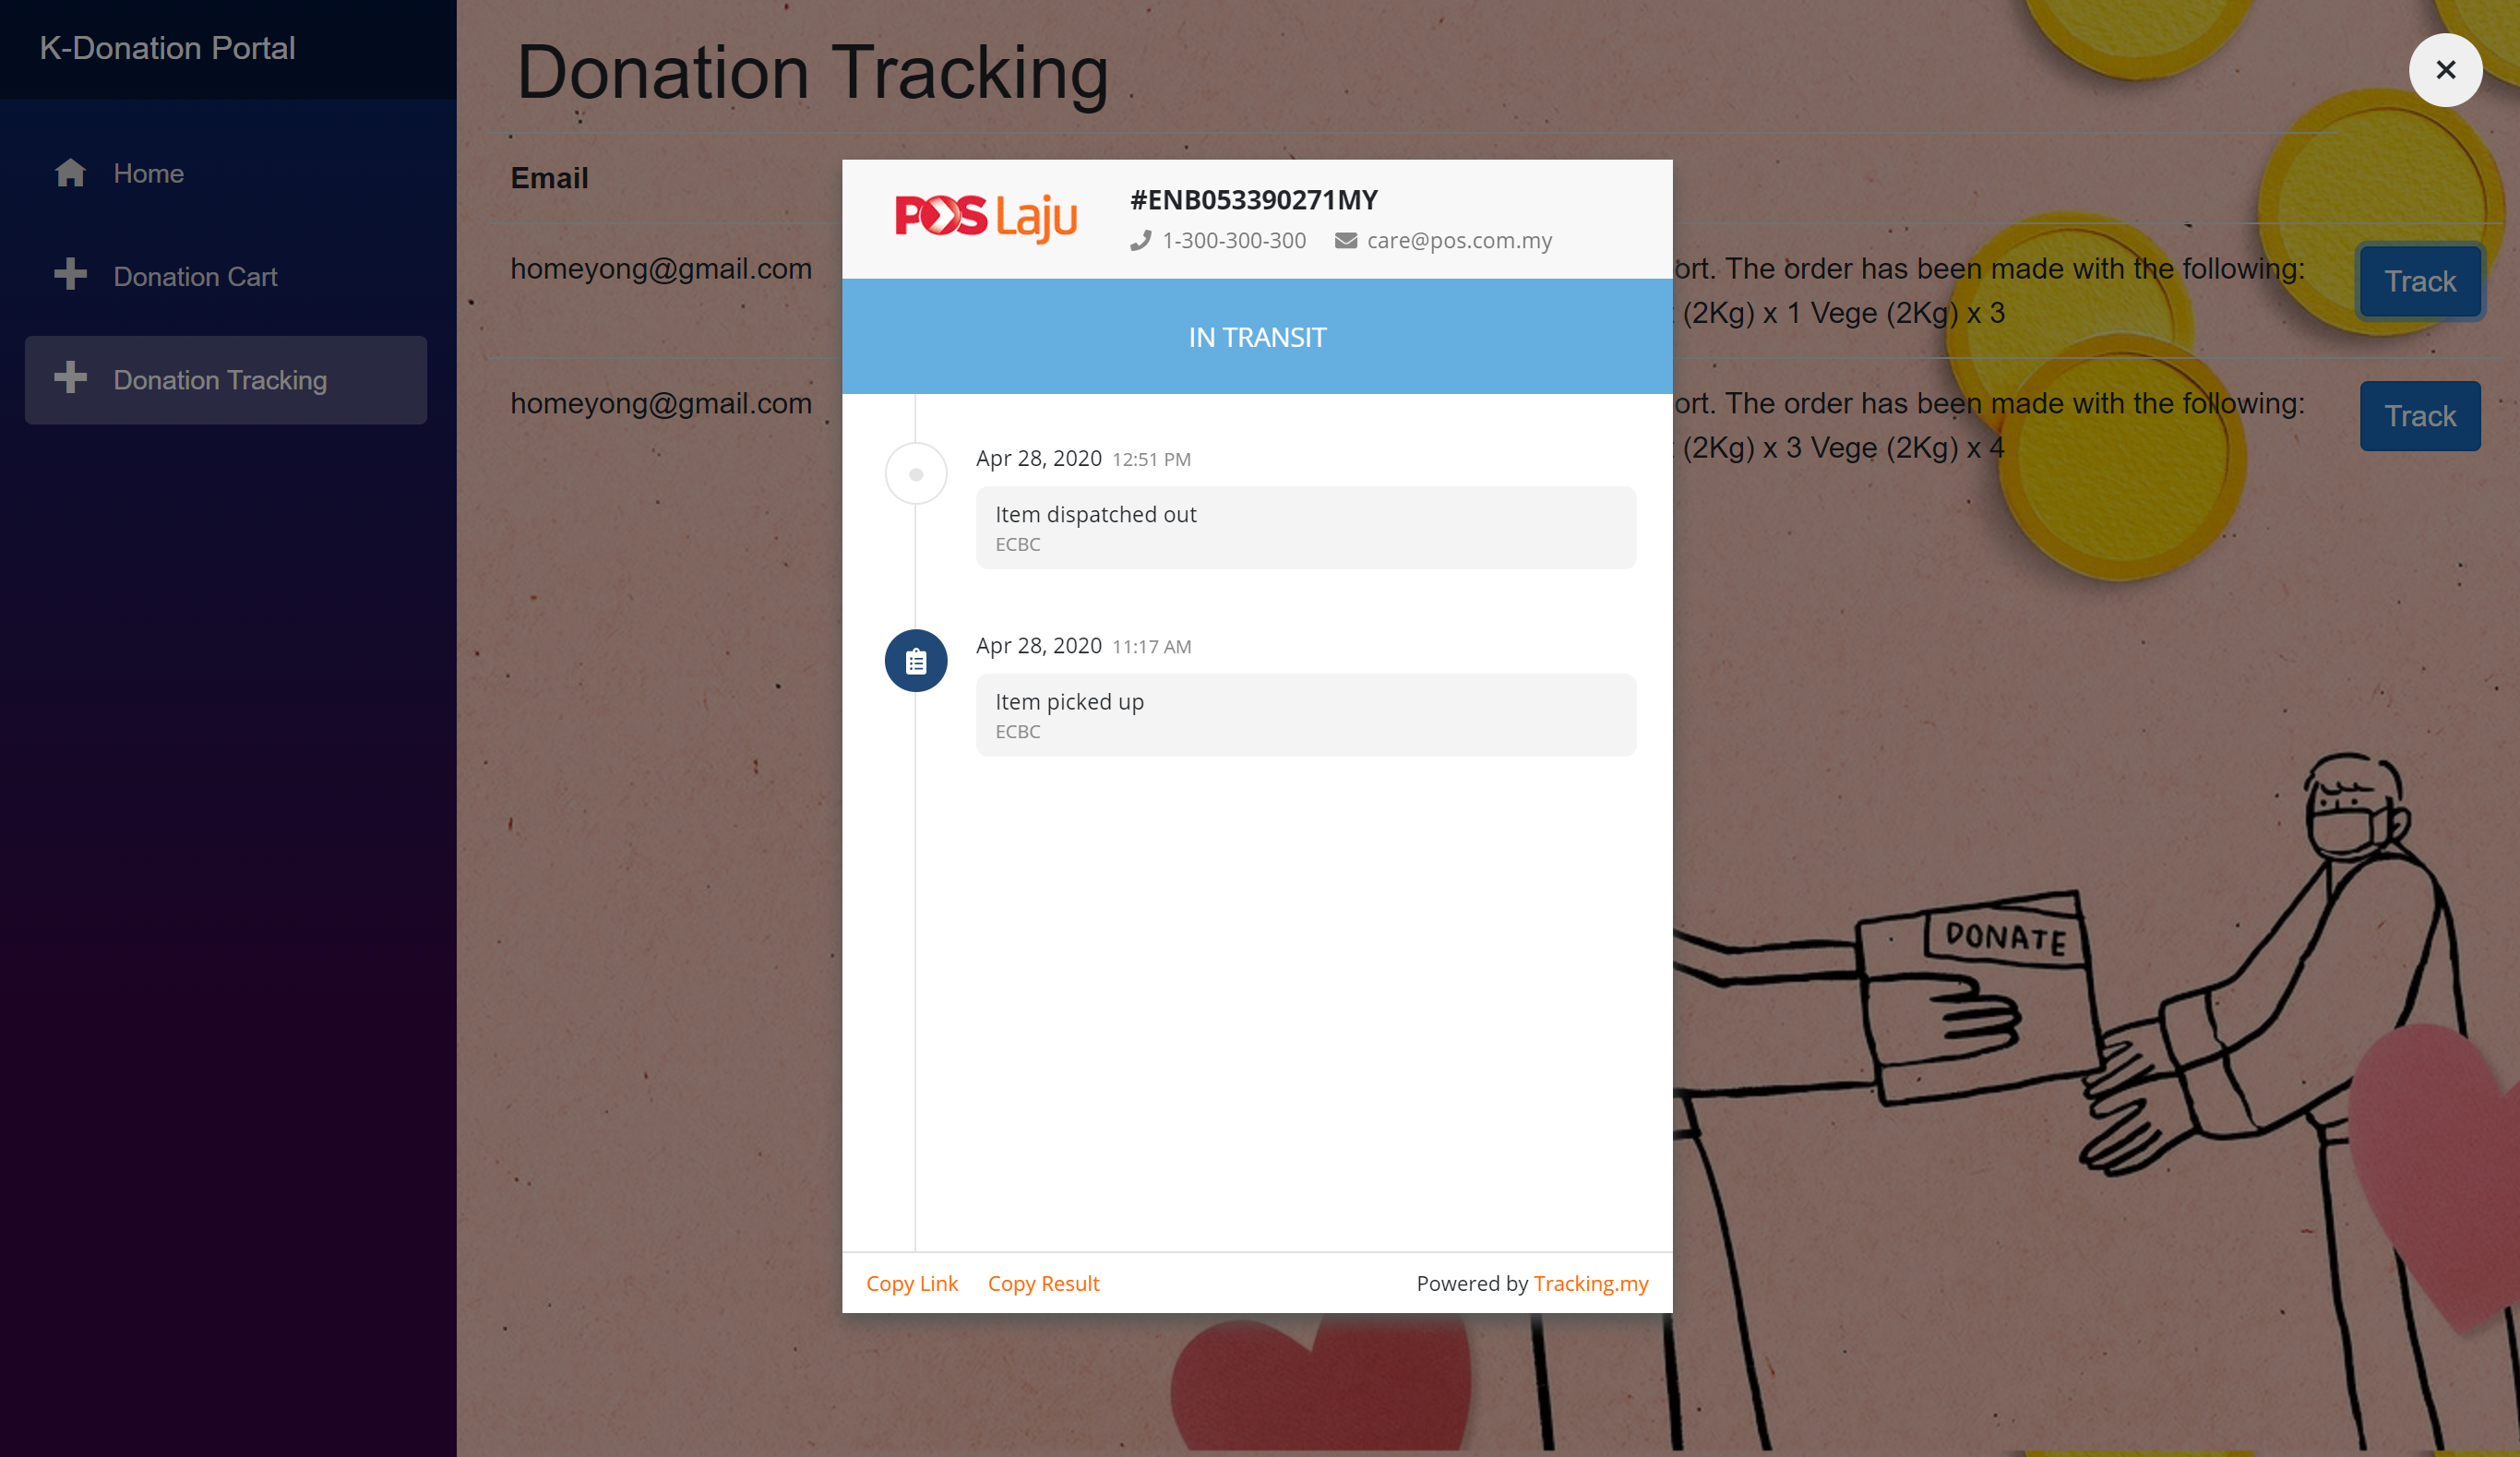 K-Donation Portal
Home
Donation Cart
Donation Tracking
Donation Tracking
Email
homeyong@gmail.com
ort. The order has been made with the following:
(2Kg) x 1 Vege (2Kg) x 3
Track
homeyong@gmail.com
ort. The order has been made with the following:
(2Kg) x 3 Vege (2Kg) x 4
Track
POS Laju
#ENB053390271MY
1-300-300-300 care@pos.com.my
IN TRANSIT
Apr 28, 2020 12:51 PM
Item dispatched out
ECBC
Apr 28, 2020 11:17 AM
Item picked up
ECBC
Copy Link Copy Result Powered by Tracking.my
DONATE